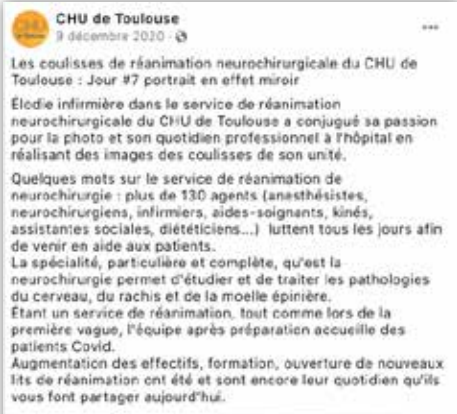 CHU de Toulouse
9 décembre 2020 ·
Les coulisses de réanimation neurochirurgicale du CHU de
Toulouse : Jour #7 portrait en effet miroir
Élodie infirmière dans le service de réanimation
neurochirurgicale du CHU de Toulouse a conjugué sa passion
pour la photo et son quotidien professionnel à l'hôpital en
réalisant des images des coulisses de son unité.
Quelques mots sur le service de réanimation de
neurochirurgie : plus de 130 agents (anesthésistes,
neurochirurgiens, infirmiers, aides-soignants, kinés,
assistantes sociales, diététiciens...) luttent tous les jours afin
de venir en aide aux patients.
La spécialité, particulière et complète, qu'est la
neurochirurgie permet d'étudier et de traiter les pathologies
du cerveau, du rachis et de la moelle épinière.
Étant un service de réanimation, tout comme lors de la
première vague, l'équipe après préparation accueille des
patients Covid.
Augmentation des effectifs, formation, ouverture de nouveaux
lits de réanimation ont été et sont encore leur quotidien qu'ils
vous font partager aujourd'hui.